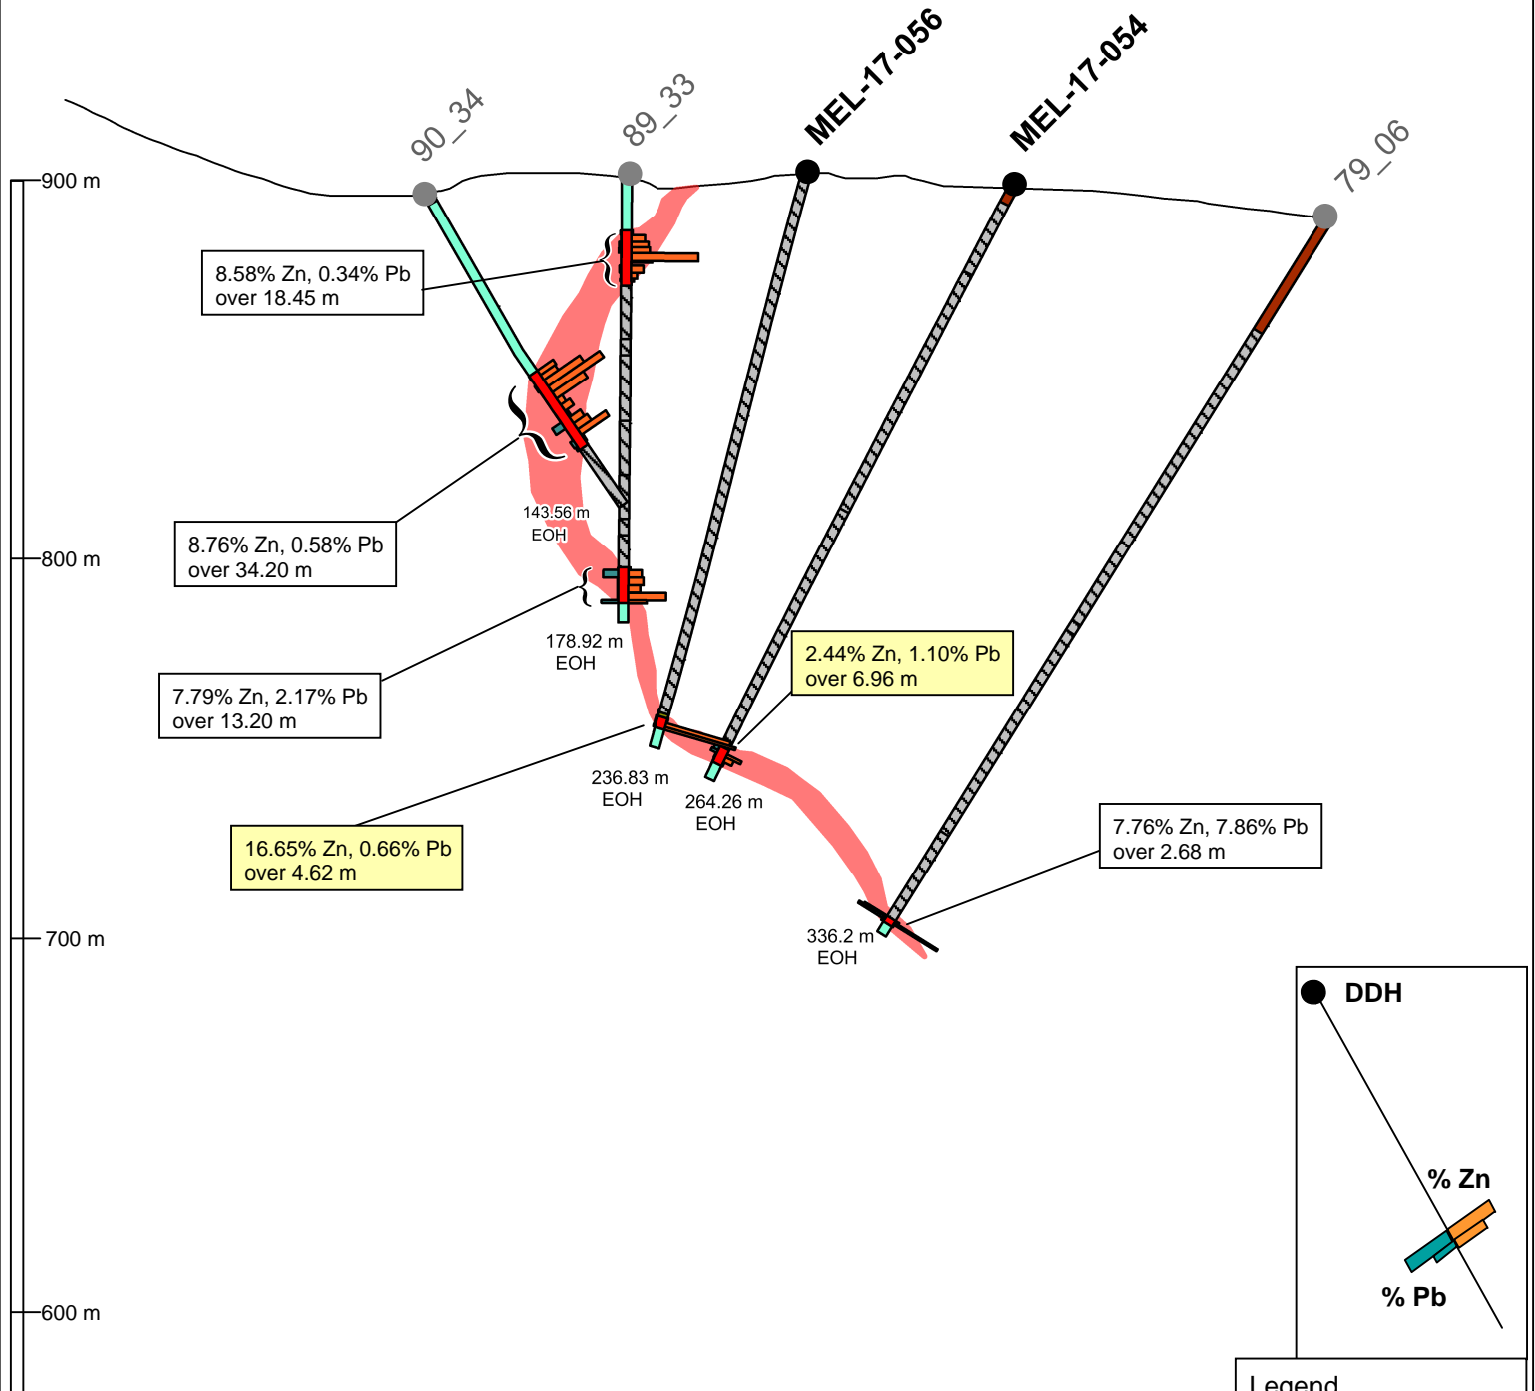 MEL-17-056
MEL-17-054
90_34
89_33
79_06
900 m
8.58% Zn, 0.34% Pb
over 18.45 m
143.56 m
EOH
8.76% Zn, 0.58% Pb
over 34.20 m
800 m
178.92 m
EOH
2.44% Zn, 1.10% Pb
over 6.96 m
7.79% Zn, 2.17% Pb
over 13.20 m
236.83 m
EOH
264.26 m
EOH
16.65% Zn, 0.66% Pb
over 4.62 m
7.76% Zn, 7.86% Pb
over 2.68 m
700 m
336.2 m
EOH
DDH
% Zn
% Pb
600 m
Legend